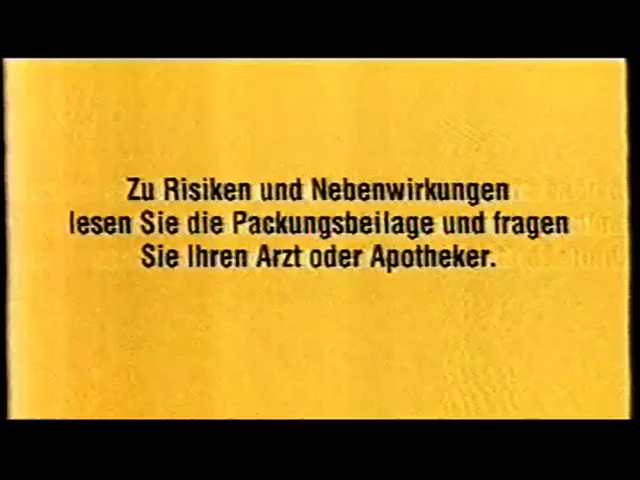 Zu Risiken und Nebenwirkungen
lesen Sie die Packungsbeilage und fragen
Sie Ihren Arzt oder Apotheker.